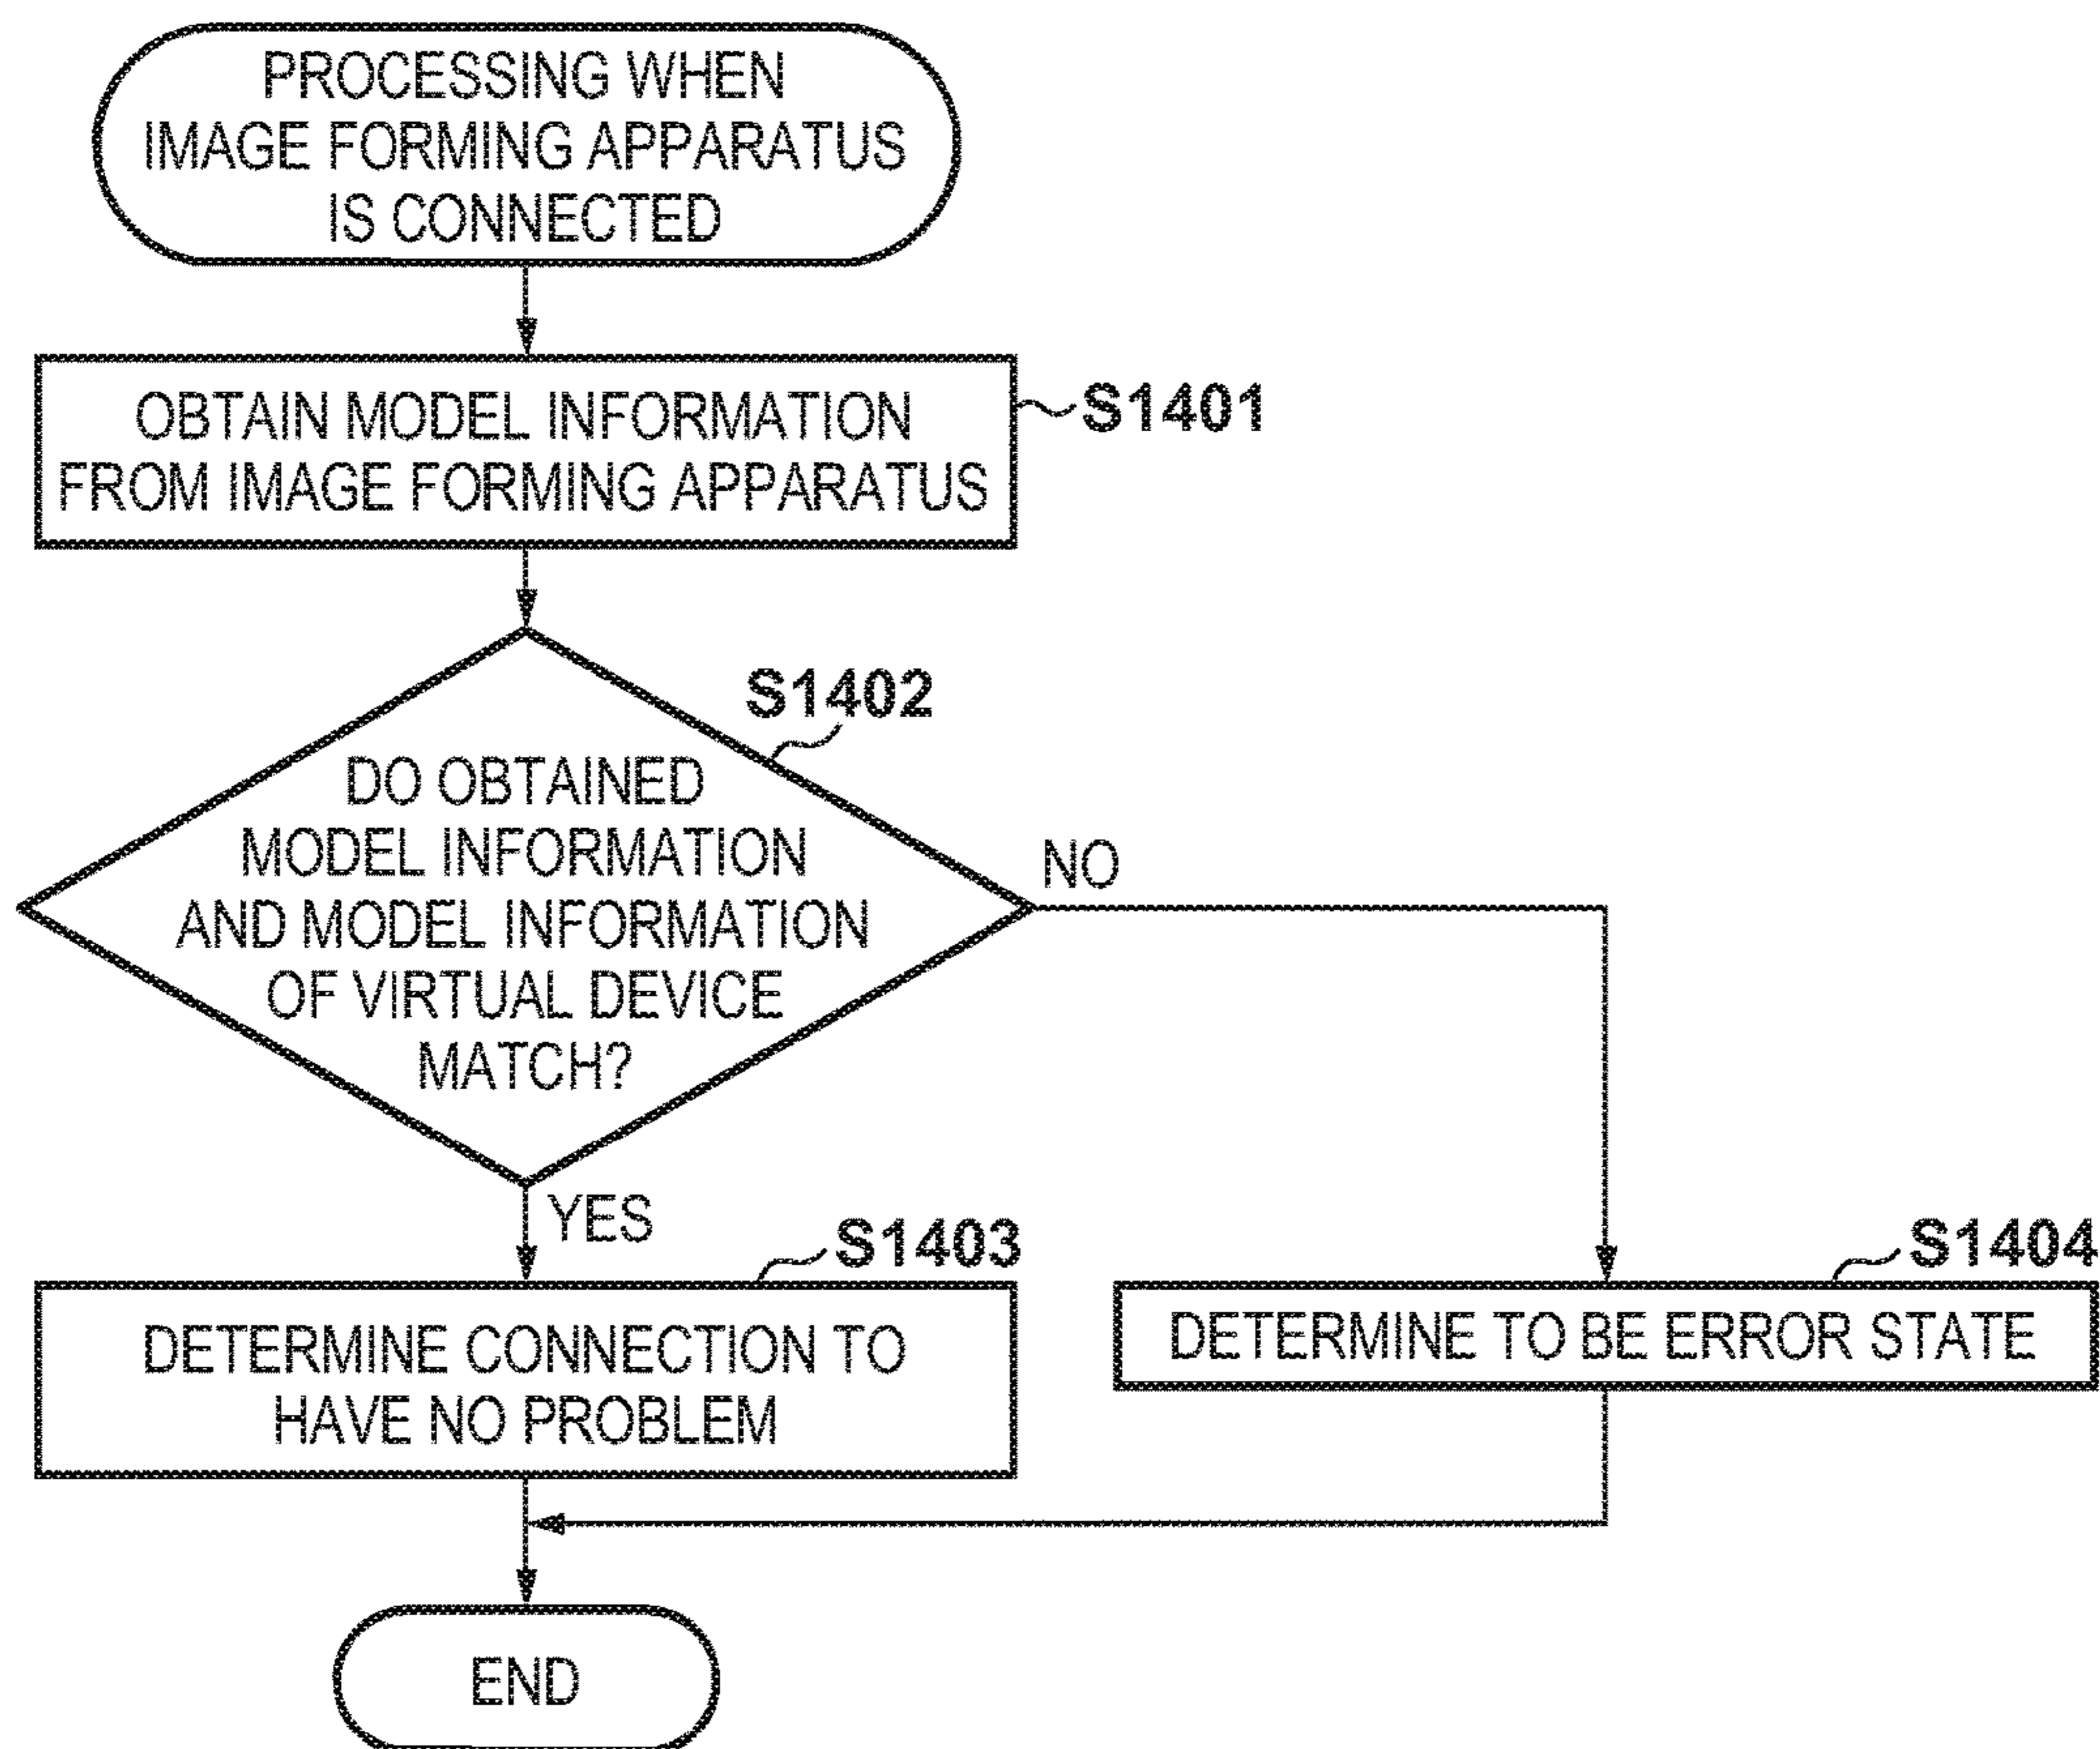 PROCESSING WHEN
IMAGE FORMING APPARATUS
IS CONNECTED
OBTAIN MODEL INFORMATION
FROM IMAGE FORMING APPARATUS
S1401
S1402
DO OBTAINED
MODEL INFORMATION
AND MODEL INFORMATION
OF VIRTUAL DEVICE
MATCH?
NO
YES
S1403
DETERMINE CONNECTION TO
HAVE NO PROBLEM
S1404
DETERMINE TO BE ERROR STATE
END